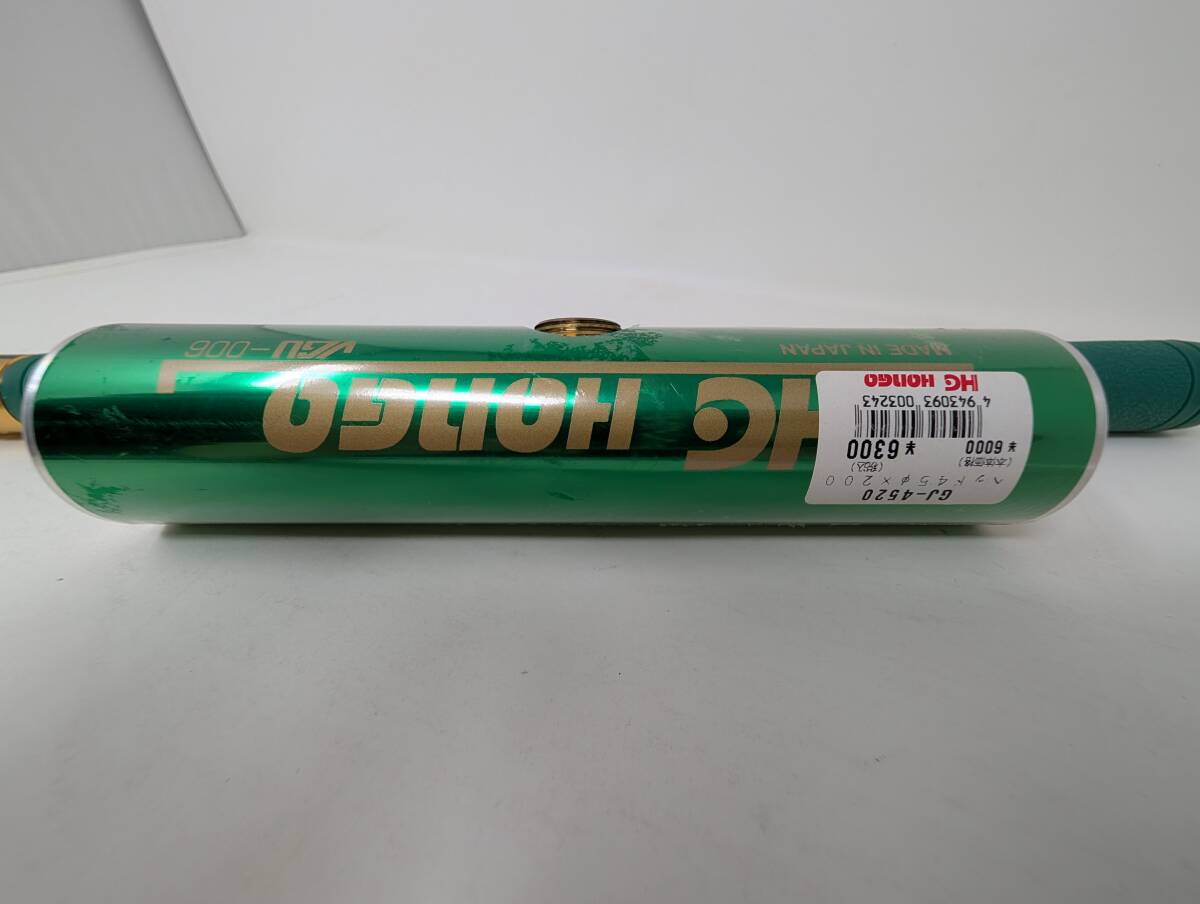 HG HONGO
MADE IN JAPAN
VGU-006
GJ-4520
ヘッド45φ×200
(本体価格)
¥6000
(税込)
¥6300
4 943093 003243
HG HONGO